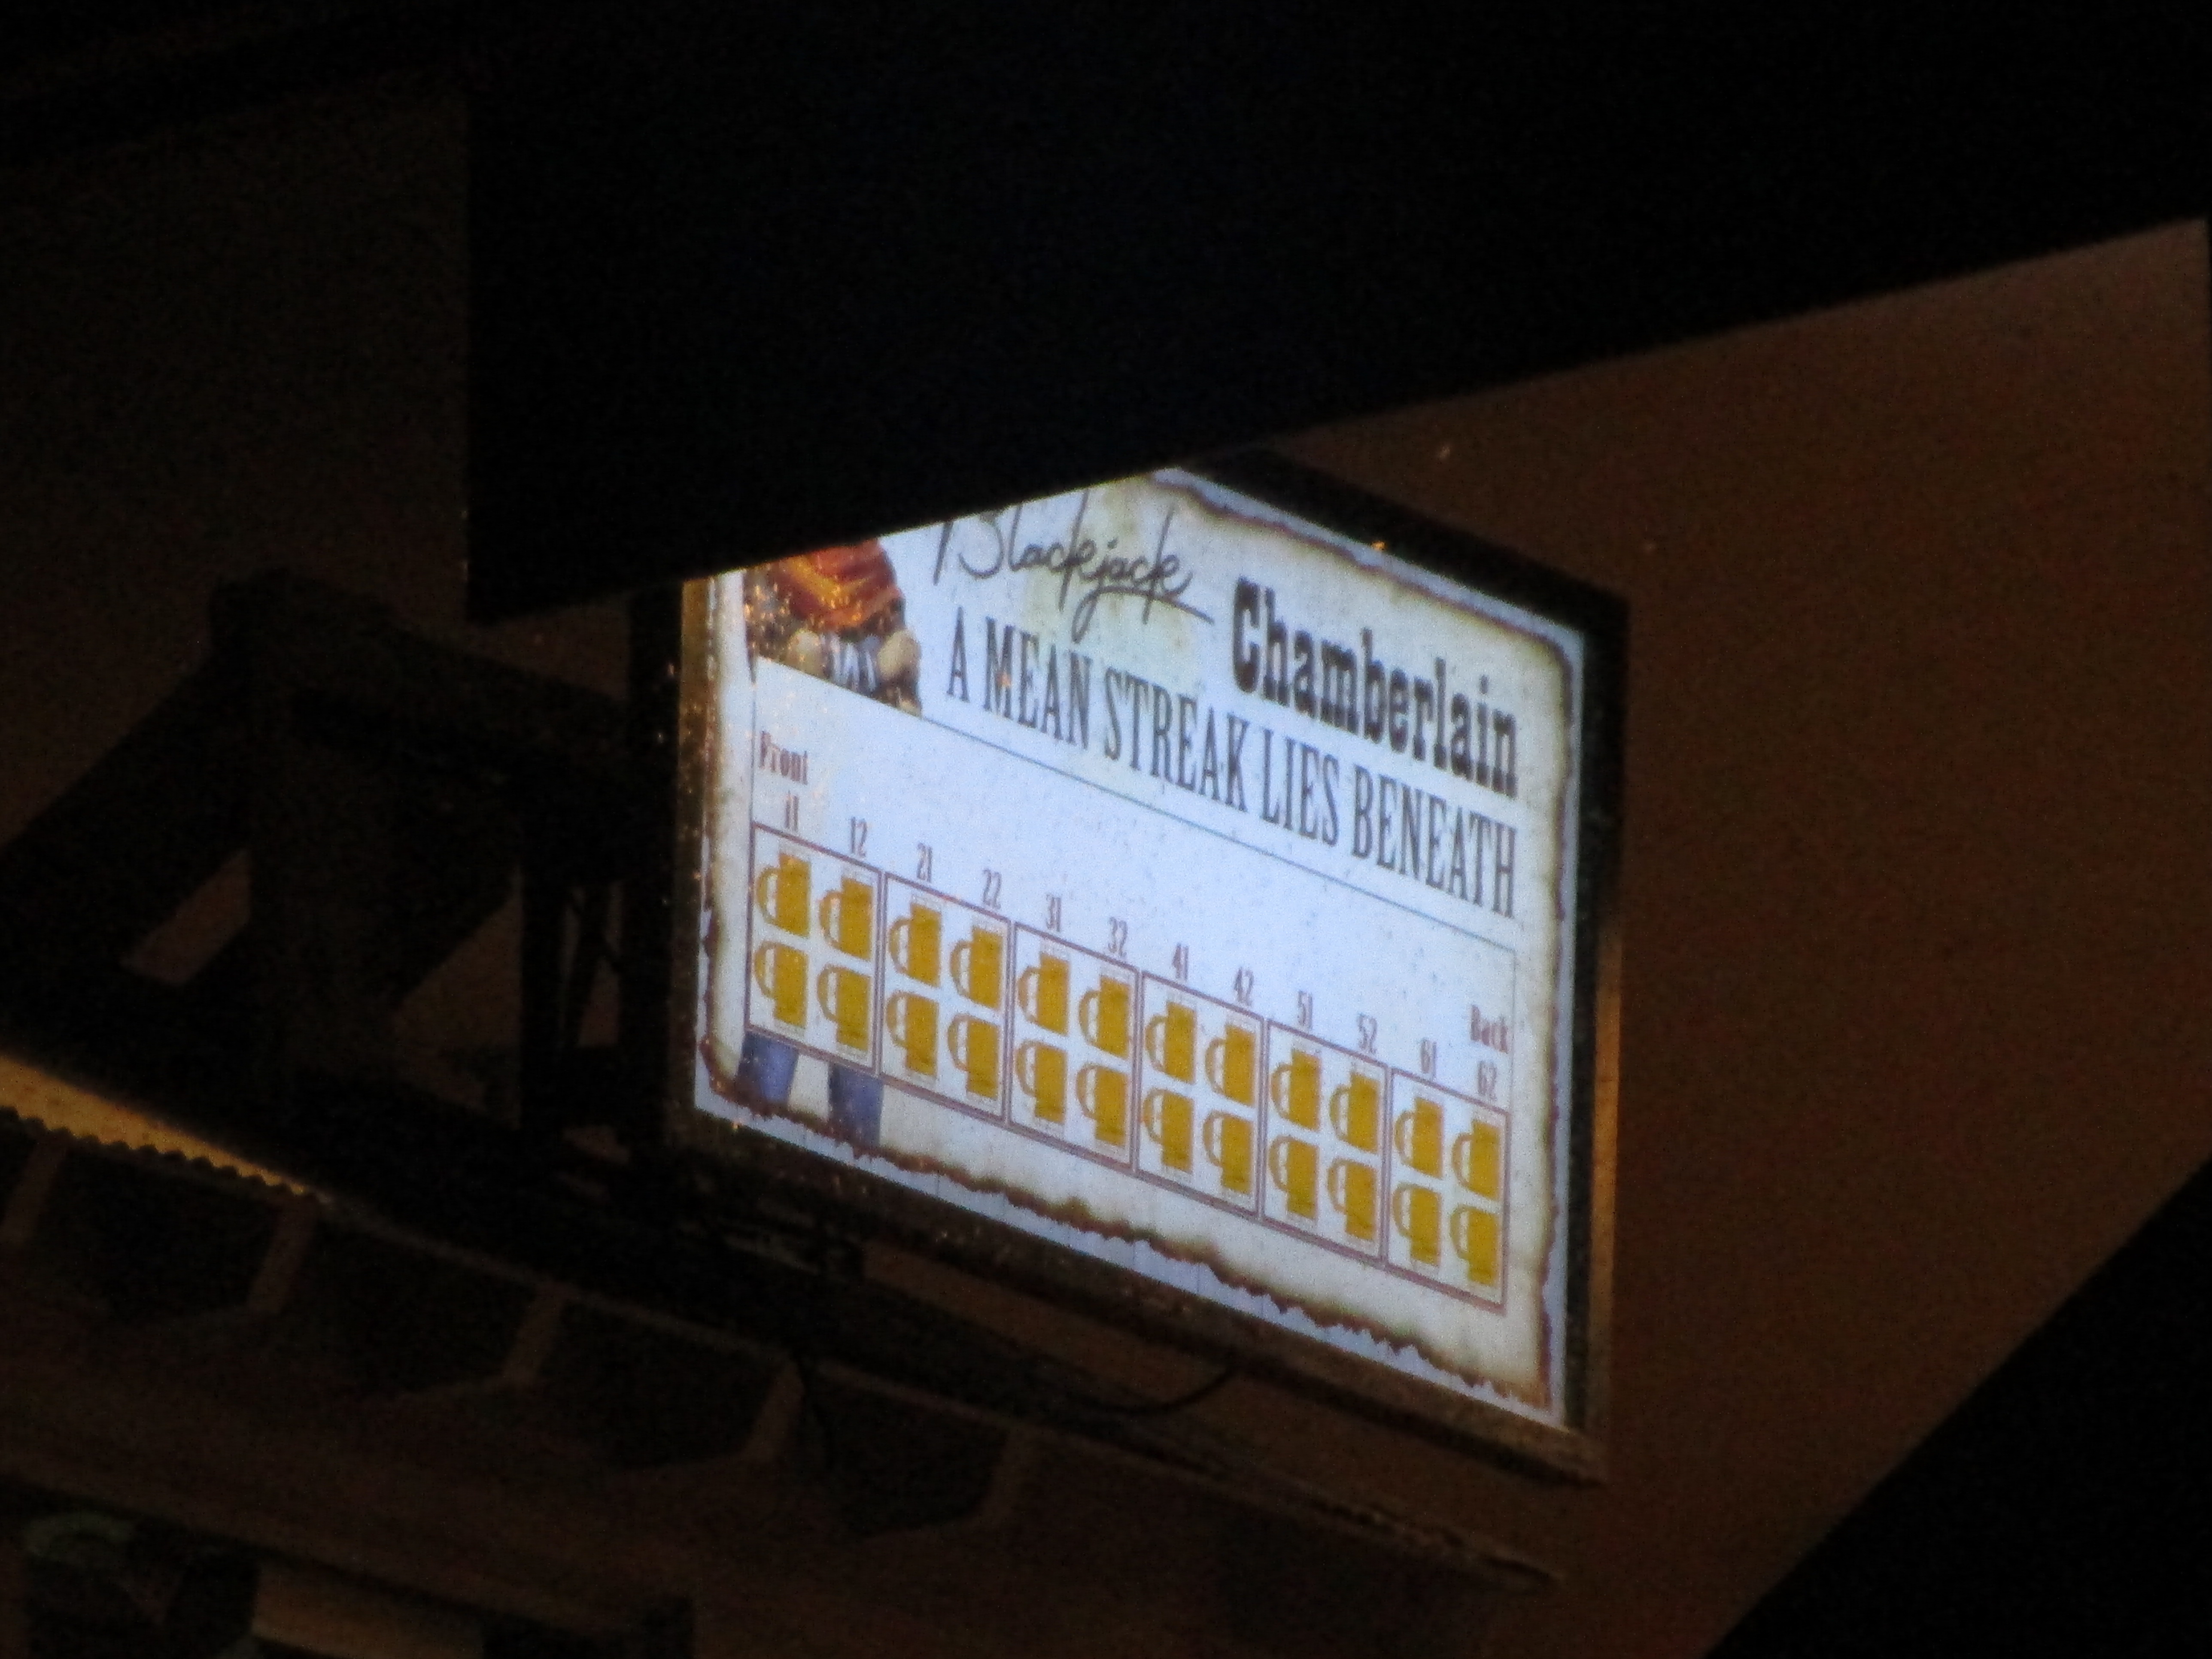 Blackjack
Chamberlain
A MEAN STREAK LIES BENEATH
Front
Back
11 12 21 22 31 32 41 42 51 52 61 62